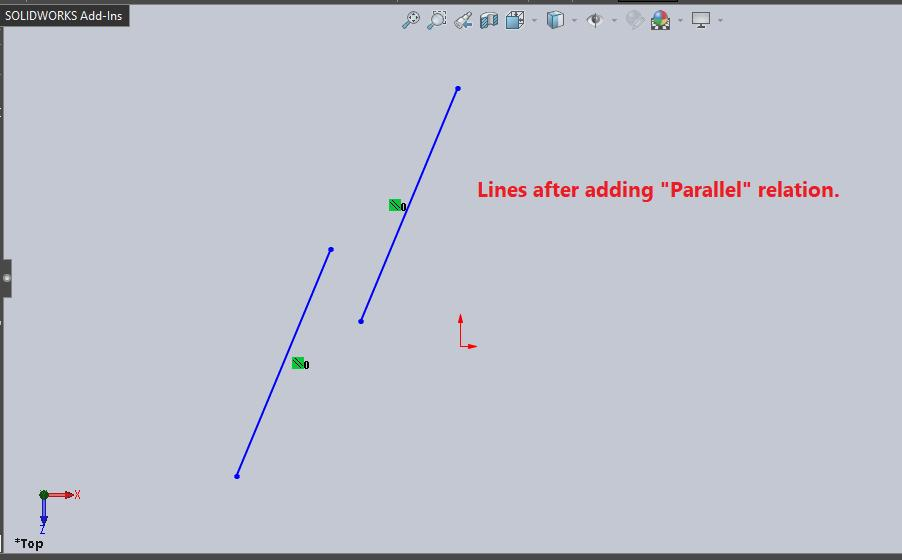 SOLIDWORKS Add-Ins
Lines after adding "Parallel" relation.
0
0
X
Z
*Top